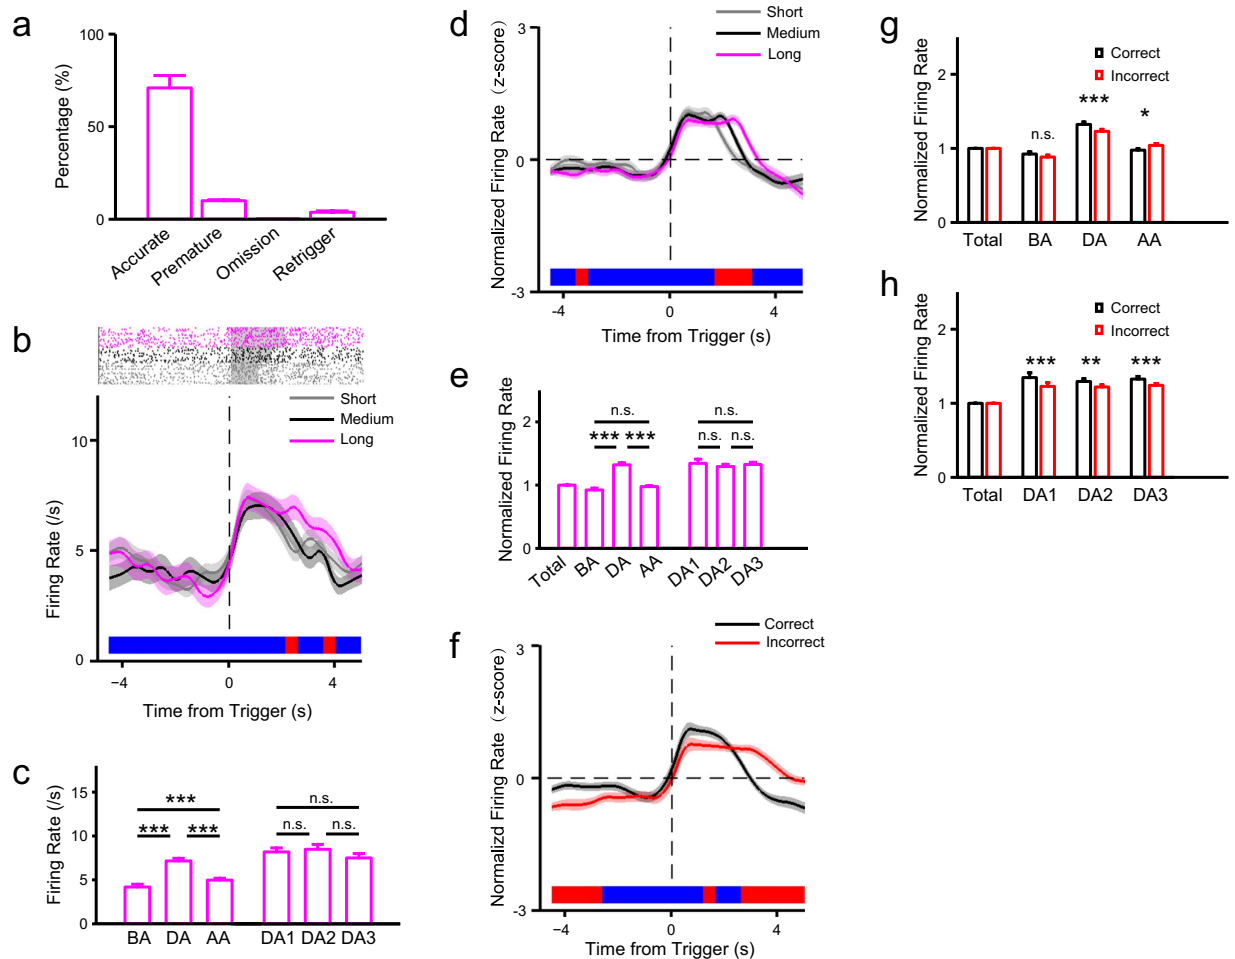 a
100
50
0
Percentage (%)
Accurate
Premature
Omission
Retrigger
b
Short
Medium
Long
10
5
0
Firing Rate (/s)
−4
0
4
Time from Trigger (s)
c
15
10
5
0
Firing Rate (/s)
***
***
***
n.s.
n.s.
n.s.
BA
DA
AA
DA1
DA2
DA3
d
Short
Medium
Long
3
0
-3
Normalized Firing Rate (z-score)
-4
0
4
Time from Trigger (s)
e
2
1
0
Normalized Firing Rate
n.s.
***
***
n.s.
n.s.
n.s.
Total
BA
DA
AA
DA1
DA2
DA3
f
Correct
Incorrect
3
0
-3
Normalizd Firing Rate (z-score)
−4
0
4
Time from Trigger (s)
g
Correct
Incorrect
2
1
0
Normalized Firing Rate
n.s.
***
*
Total
BA
DA
AA
h
Correct
Incorrect
2
1
0
Normalized Firing Rate
***
**
***
Total
DA1
DA2
DA3